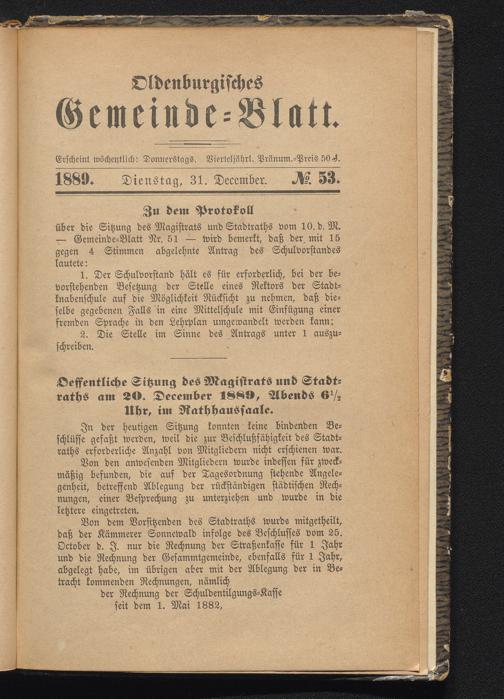 Oldenburgisches
Gemeinde-Blatt.
Erscheint wöchentlich: Donnerstags. Vierteljährl. Pränum.-Preis 50 ₰.
1889. Dienstag, 31. December. № 53.
Zu dem Protokoll
über die Sitzung des Magistrats und Stadtraths vom 10. d. M.
— Gemeinde-Blatt Nr. 51 — wird bemerkt, daß der mit 15
gegen 4 Stimmen abgelehnte Antrag des Schulvorstandes
lautete:
1. Der Schulvorstand hält es für erforderlich, bei der be-
vorstehenden Besetzung der Stelle eines Rektors der Stadt-
knabenschule auf die Möglichkeit Rücksicht zu nehmen, daß die-
selbe gegebenen Falls in eine Mittelschule mit Einfügung einer
fremden Sprache in den Lehrplan umgewandelt werden kann;
2. Die Stelle im Sinne des Antrags unter 1 auszu-
schreiben.
Oeffentliche Sitzung des Magistrats und Stadt-
raths am 20. December 1889, Abends 6½
Uhr, im Rathhaussaale.
In der heutigen Sitzung konnten keine bindenden Be-
schlüsse gefaßt werden, weil die zur Beschlußfähigkeit des Stadt-
raths erforderliche Anzahl von Mitgliedern nicht erschienen war.
Von den anwesenden Mitgliedern wurde indessen für zweck-
mäßig befunden, die auf der Tagesordnung stehende Angele-
genheit, betreffend Ablegung der rückständigen städtischen Rech-
nungen, einer Besprechung zu unterziehen und wurde in die
letztere eingetreten.
Von dem Vorsitzenden des Stadtraths wurde mitgetheilt,
daß der Kämmerer Sonnewald infolge des Beschlusses vom 25.
October d. J. nur die Rechnung der Straßenkasse für 1 Jahr
und die Rechnung der Gesammtgemeinde, ebenfalls für 1 Jahr,
abgelegt habe, im übrigen aber mit der Ablegung der in Be-
tracht kommenden Rechnungen, nämlich
der Rechnung der Schuldentilgungs-Kasse
seit dem 1. Mai 1882,